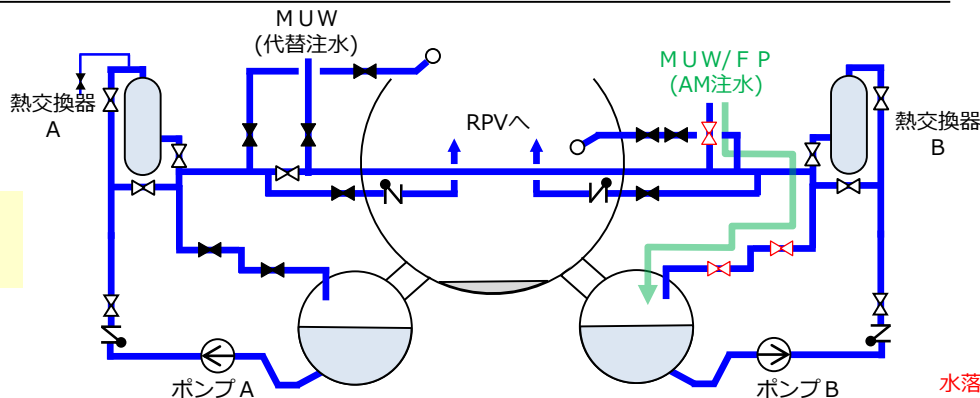 MUW
(代替注水)
MUW/FP
(AM注水)
熱交換器
A
RPVへ
熱交換器
B
ポンプA
ポンプB
水落